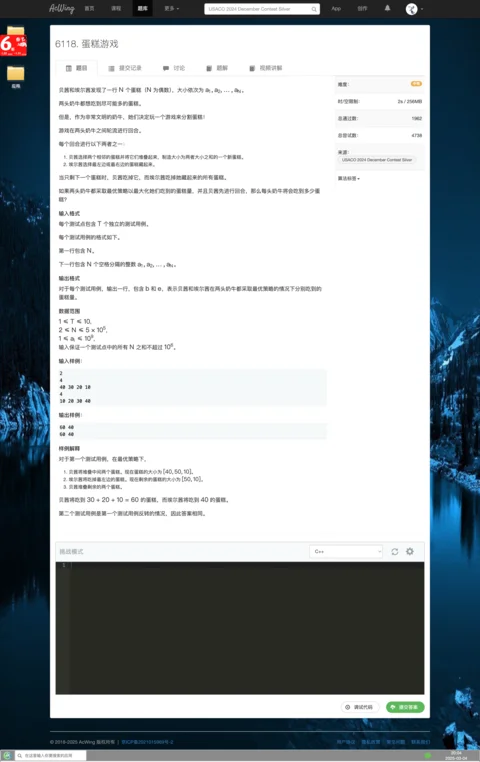 AcWing 首页 课程 题库 更多 USACO 2024 December Contest Silver App 创作
6118. 蛋糕游戏
题目 提交记录 讨论 题解 视频讲解
贝茜和埃尔茜发现了一行 N 个蛋糕（N 为偶数），大小依次为 a₁, a₂, …, aN。
两头奶牛都想吃到尽可能多的蛋糕。
但是，作为非常文明的奶牛，她们决定玩一个游戏来分割蛋糕！
游戏在两头奶牛之间轮流进行回合。
每个回合进行以下两者之一：
1. 贝茜选择两个相邻的蛋糕并将它们堆叠起来，制造大小为两者大小之和的一个新蛋糕。
2. 埃尔茜选择最左边或最右边的蛋糕藏起来。
当只剩下一个蛋糕时，贝茜吃掉它，而埃尔茜吃掉她藏起来的所有蛋糕。
如果两头奶牛都采取最优策略以最大化她们吃到的蛋糕量，并且贝茜先进行回合，那么每头奶牛将会吃到多少蛋
糕？
输入格式
每个测试点包含 T 个独立的测试用例。
每个测试用例的格式如下。
第一行包含 N。
下一行包含 N 个空格分隔的整数 a₁, a₂, …, aN。
输出格式
对于每个测试用例，输出一行，包含 b 和 e，表示贝茜和埃尔茜在两头奶牛都采取最优策略的情况下分别吃到的
蛋糕量。
数据范围
1 ≤ T ≤ 10,
2 ≤ N ≤ 5 × 10⁵,
1 ≤ aᵢ ≤ 10⁹,
输入保证一个测试点中的所有 N 之和不超过 10⁶。
输入样例：
2
4
40 30 20 10
4
10 20 30 40
输出样例：
60 40
60 40
样例解释
对于第一个测试用例，在最优策略下，
1. 贝茜将堆叠中间两个蛋糕。现在蛋糕的大小为 [40, 50, 10]。
2. 埃尔茜将吃掉最左边的蛋糕。现在剩余的蛋糕的大小为 [50, 10]。
3. 贝茜堆叠剩余的两个蛋糕。
贝茜将吃到 30 + 20 + 10 = 60 的蛋糕，而埃尔茜将吃到 40 的蛋糕。
第二个测试用例是第一个测试用例反转的情况，因此答案相同。
难度：
时/空限制： 2s / 256MB
总通过数： 1962
总尝试数： 4739
来源：
USACO 2024 December Contest Silver
算法标签
挑战模式 C++
1
调试代码 提交答案
© 2018-2025 AcWing 版权所有